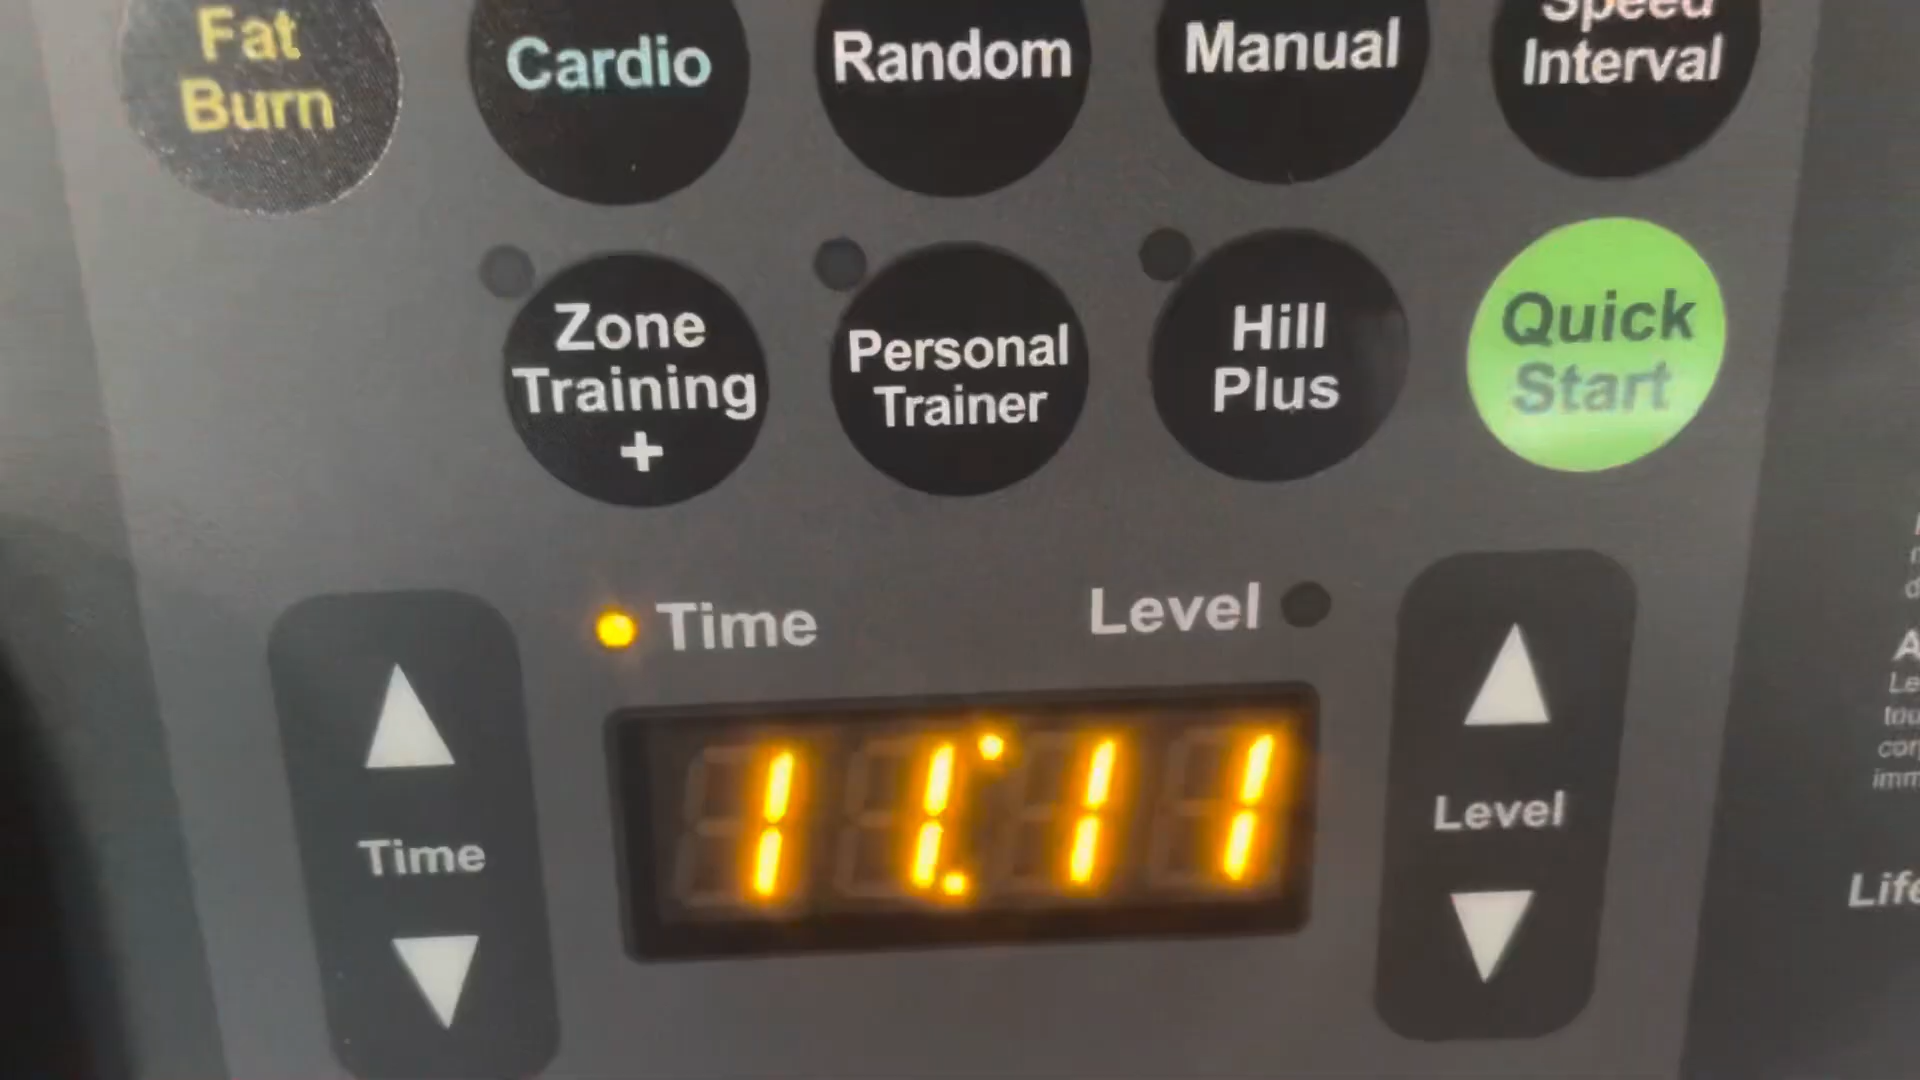 Fat
Burn
Cardio
Random
Manual
Speed
Interval
Zone
Training
+
Personal
Trainer
Hill
Plus
Quick
Start
Time
Level
11:11
Time
Level